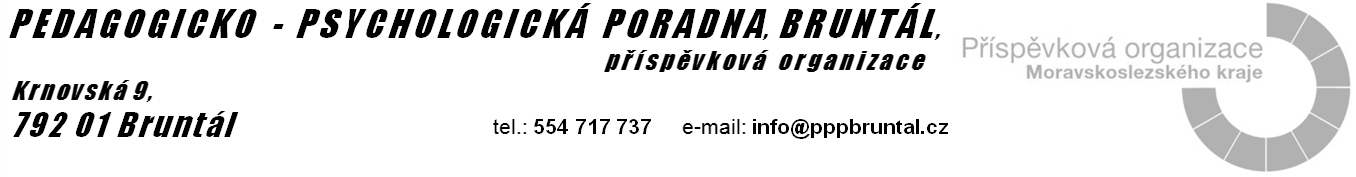 PEDAGOGICKO - PSYCHOLOGICKÁ PORADNA, BRUNTÁL,
příspěvková organizace
Příspěvková organizace
Moravskoslezského kraje
Krnovská 9,
792 01 Bruntál
tel.: 554 717 737 e-mail: info@pppbruntal.cz